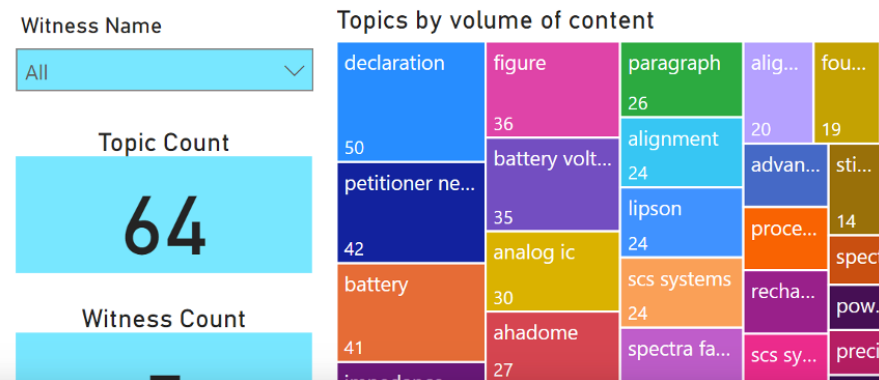 Witness Name
All
Topic Count
64
Witness Count
Topics by volume of content
declaration
50
petitioner ne...
42
battery
41
figure
36
battery volt...
35
analog ic
30
ahadome
27
paragraph
26
alignment
24
lipson
24
scs systems
24
spectra fa...
alig...
20
fou...
19
advan...
sti...
14
proce...
spect
recha...
pow...
scs sy...
preci